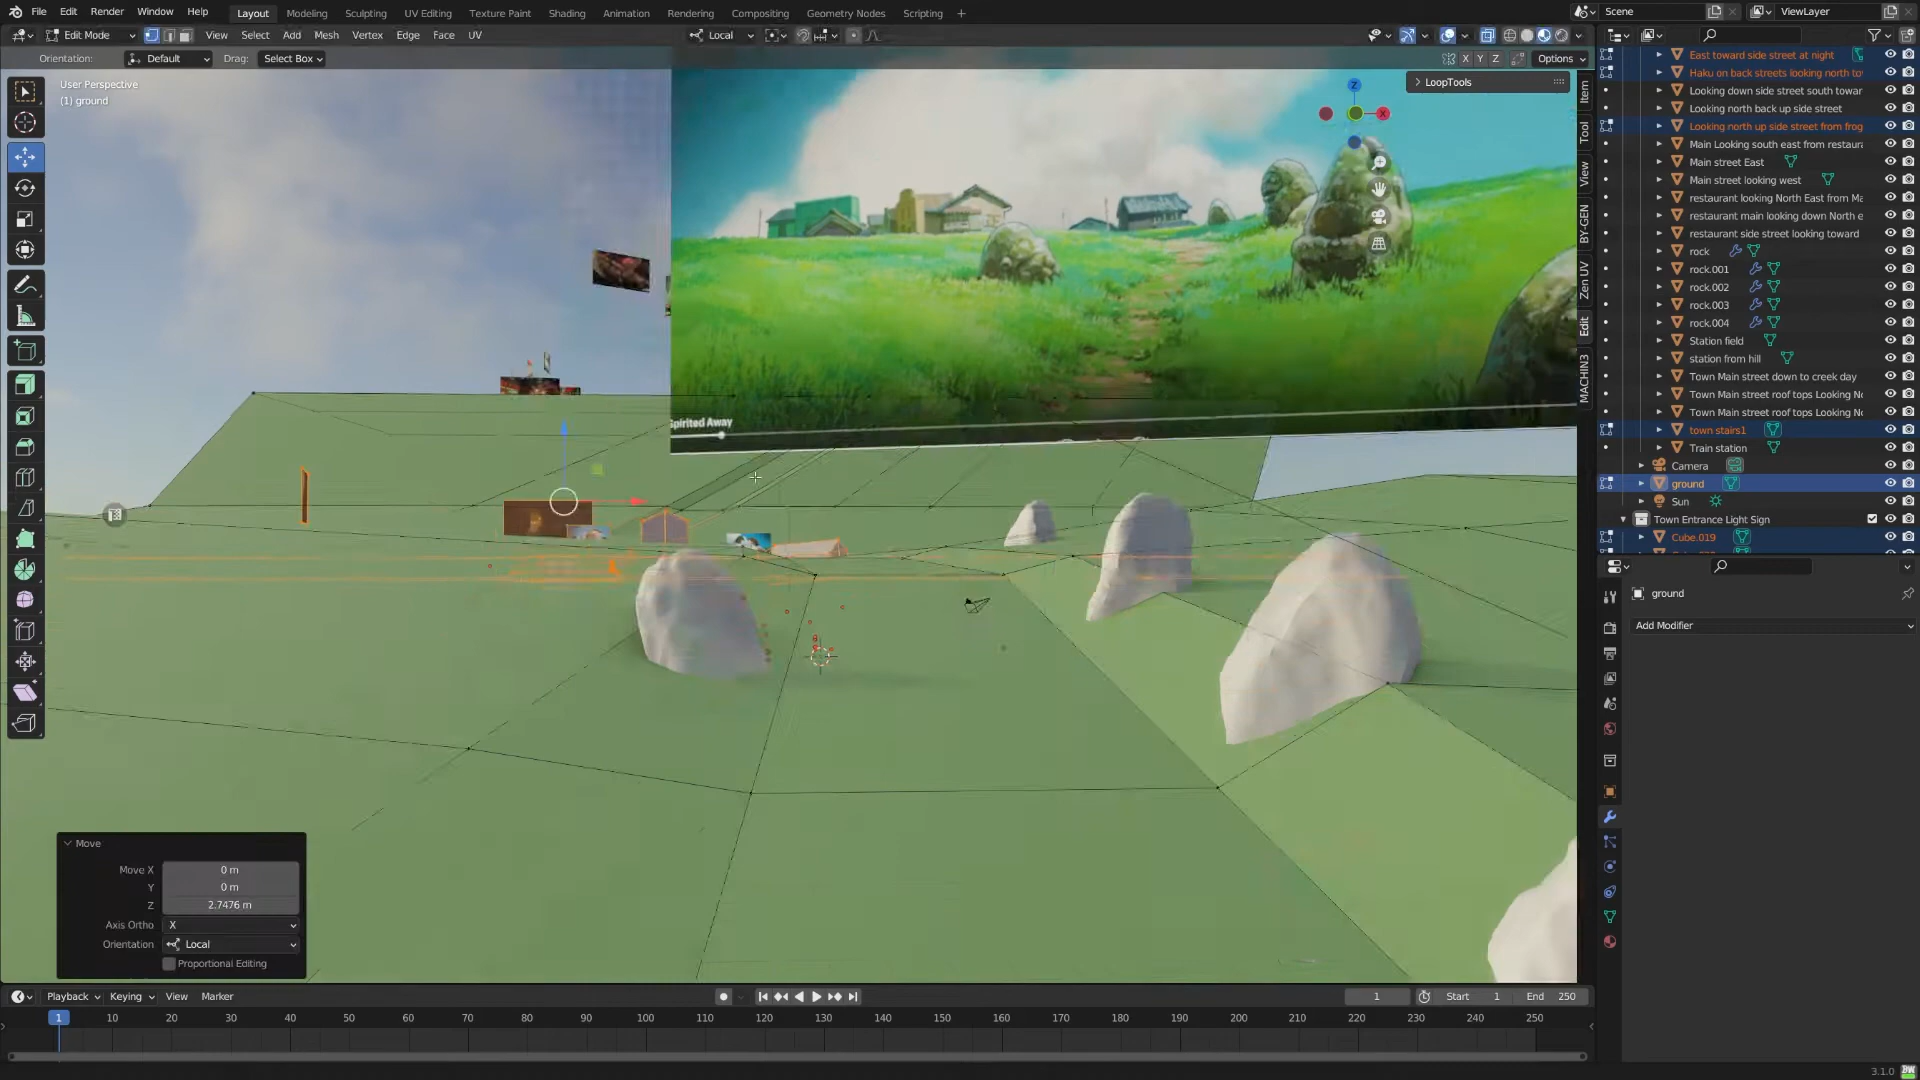 File Edit Render Window Help Layout Modeling Sculpting UV Editing Texture Paint Shading Animation Rendering Compositing Geometry Nodes Scripting + Scene ViewLayer
Edit Mode View Select Add Mesh Vertex Edge Face UV Local
Orientation: Default Drag: Select Box X Y Z Options
User Perspective
(1) ground
LoopTools
Z
X
Item
Tool
View
BY-GEN
Zen UV
Edit
MACHIN3
Spirited Away
East toward side street at night
Haku on back streets looking north to
Looking down side street south towar
Looking north back up side street
Looking north up side street from frog
Main Looking south east from restaura
Main street East
Main street looking west
restaurant looking North East from Ma
restaurant main looking down North e
restaurant side street looking toward
rock
rock.001
rock.002
rock.003
rock.004
Station field
station from hill
Town Main street down to creek day
Town Main street roof tops Looking No
Town Main street roof tops Looking No
town stairs1
Train station
Camera
ground
Sun
Town Entrance Light Sign
Cube.019
ground
Add Modifier
Move
Move X 0 m
Y 0 m
Z 2.7476 m
Axis Ortho X
Orientation Local
Proportional Editing
Playback Keying View Marker 1 Start 1 End 250
1 10 20 30 40 50 60 70 80 90 100 110 120 130 140 150 160 170 180 190 200 210 220 230 240 250
3.1.0